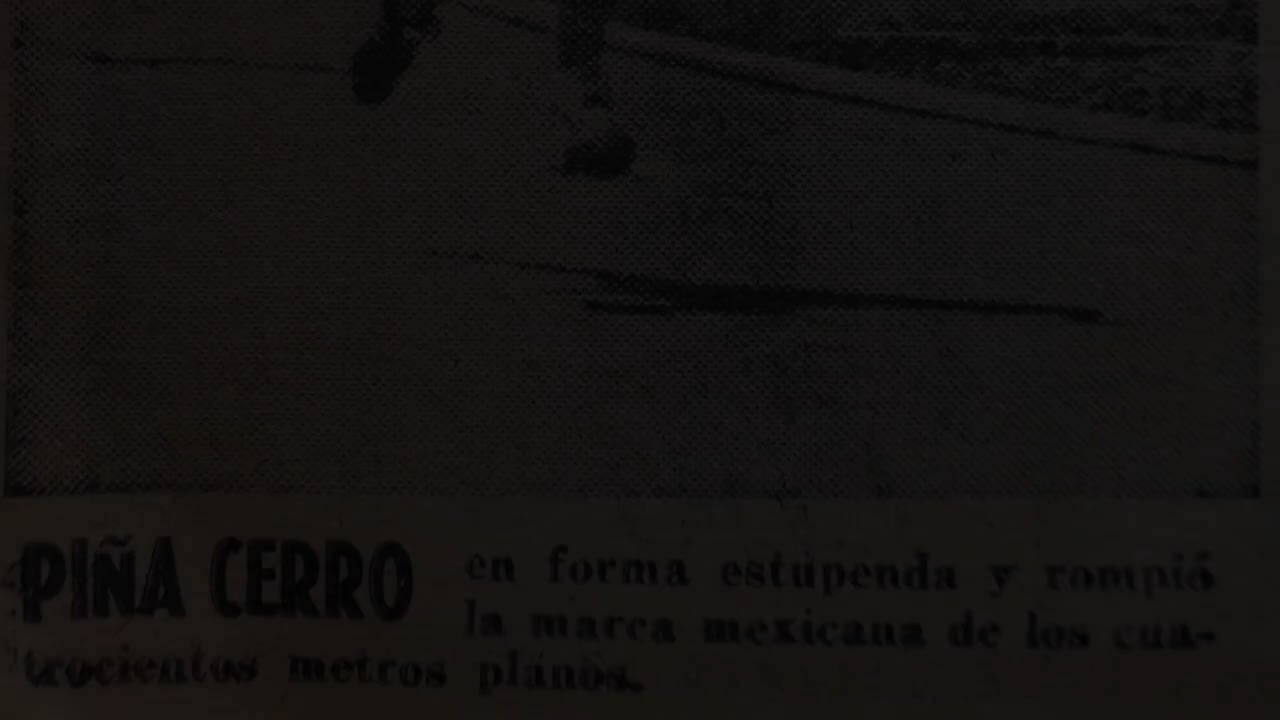 PIÑA CERRO en forma estupenda y rompió
la marca mexicana de los cua-
trocientos metros planos.